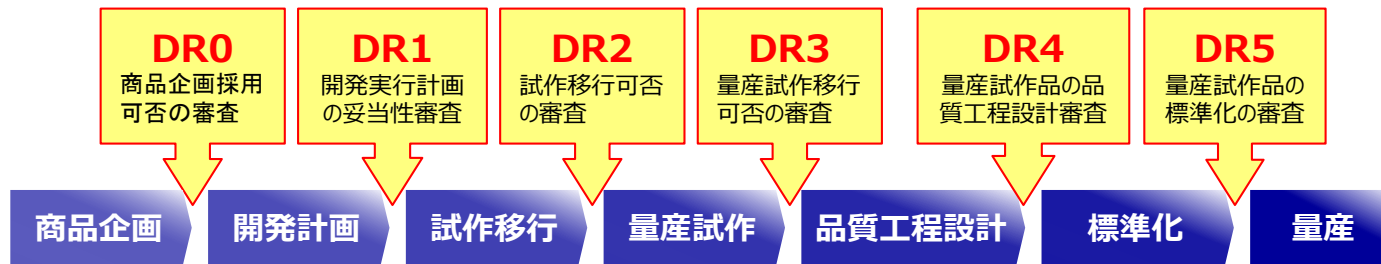 DR0
商品企画採用
可否の審査
DR1
開発実行計画
の妥当性審査
DR2
試作移行可否
の審査
DR3
量産試作移行
可否の審査
DR4
量産試作品の品
質工程設計審査
DR5
量産試作品の
標準化の審査
商品企画
開発計画
試作移行
量産試作
品質工程設計
標準化
量産